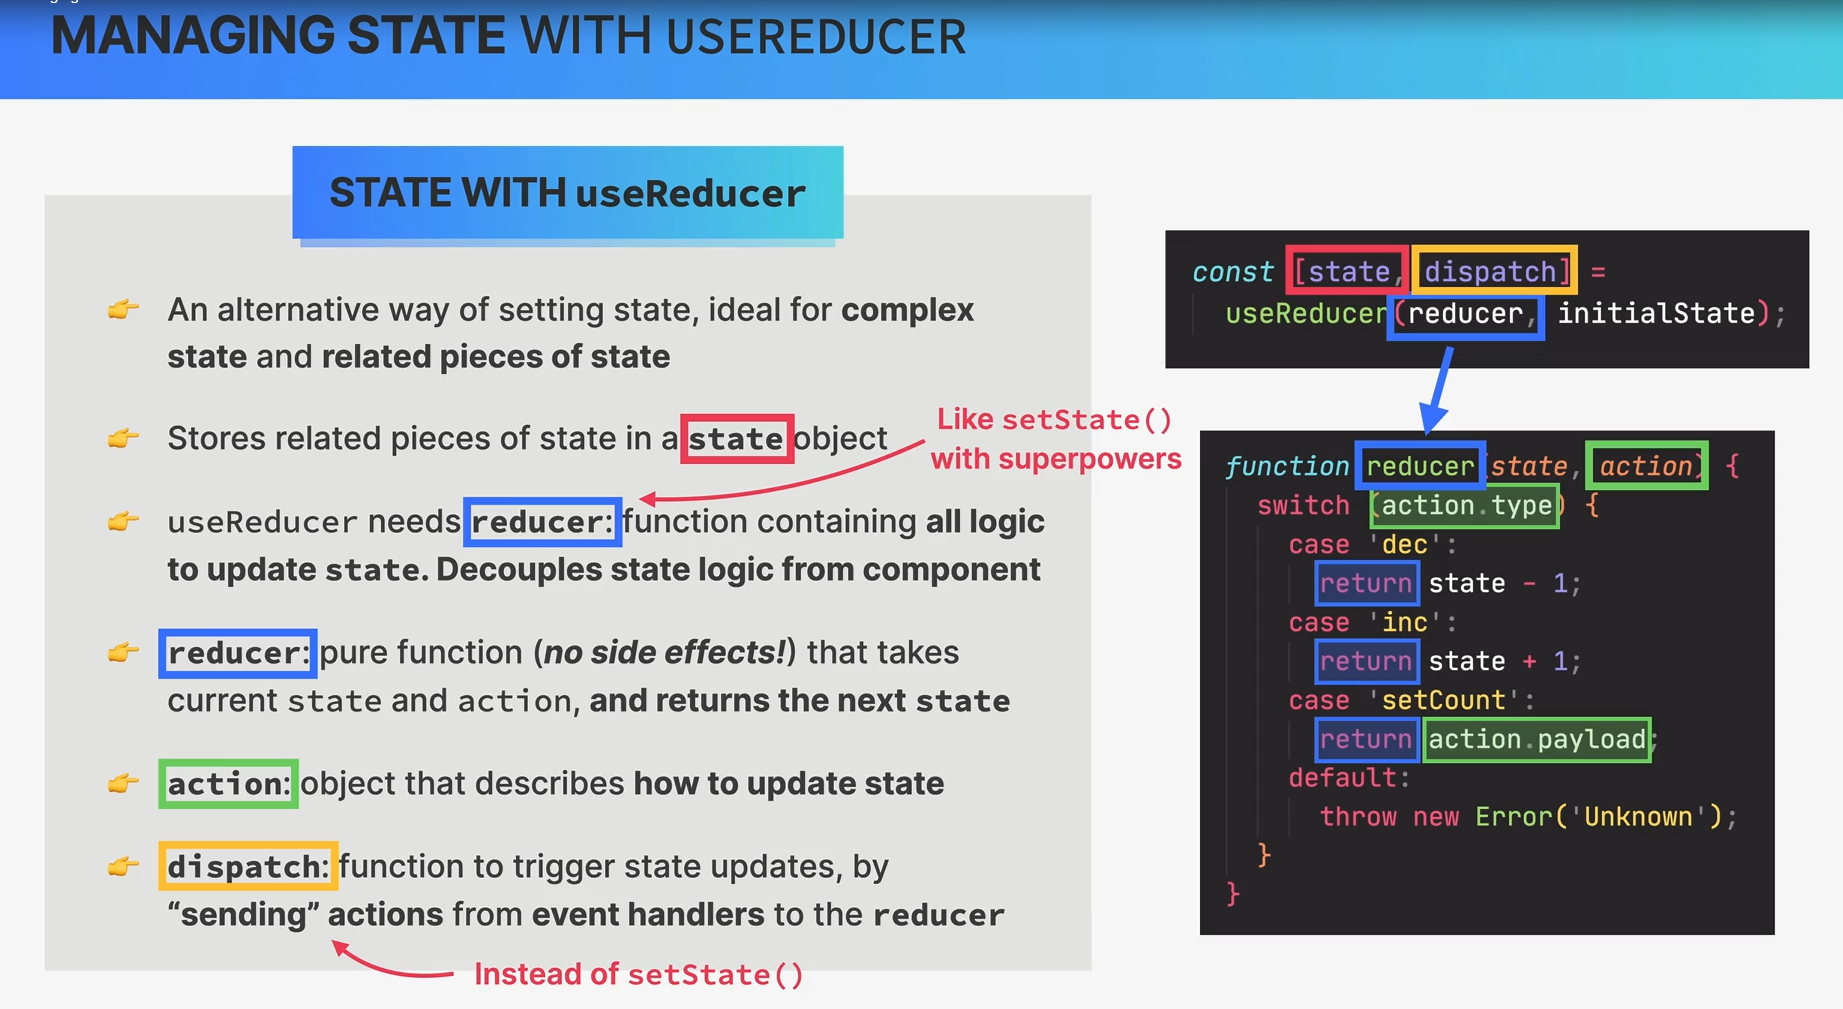 MANAGING STATE WITH USEREDUCER
STATE WITH useReducer
👉 An alternative way of setting state, ideal for complex
state and related pieces of state
👉 Stores related pieces of state in a state object
👉 useReducer needs reducer: function containing all logic
to update state. Decouples state logic from component
👉 reducer: pure function (no side effects!) that takes
current state and action, and returns the next state
👉 action: object that describes how to update state
👉 dispatch: function to trigger state updates, by
“sending” actions from event handlers to the reducer
Like setState()
with superpowers
Instead of setState()
const [state, dispatch] =
useReducer(reducer, initialState);
function reducer(state, action) {
switch (action.type) {
case 'dec':
return state - 1;
case 'inc':
return state + 1;
case 'setCount':
return action.payload;
default:
throw new Error('Unknown');
}
}